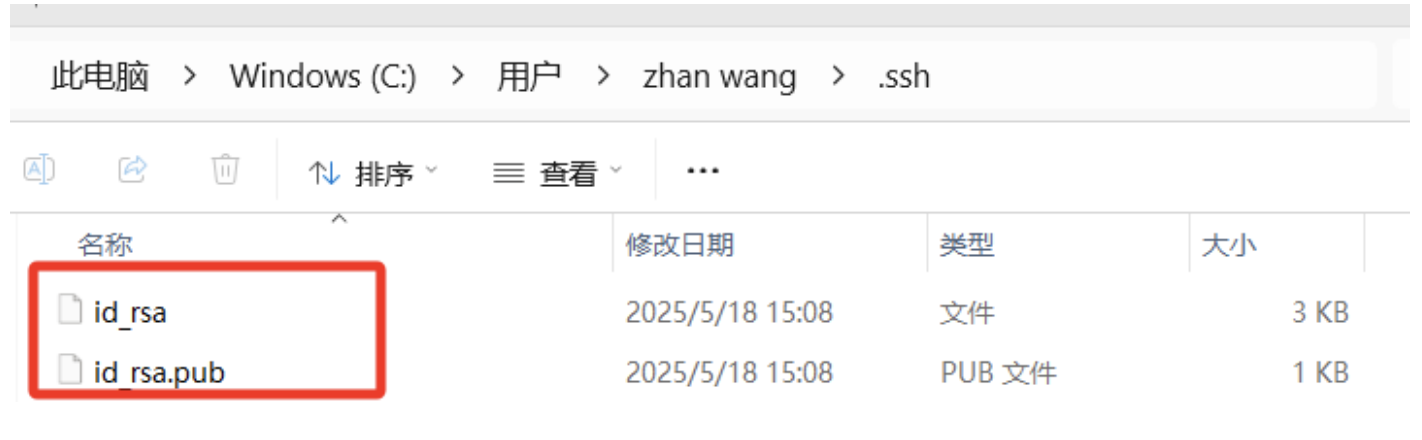 此电脑 > Windows (C:) > 用户 > zhan wang > .ssh
排序 查看 ...
名称 修改日期 类型 大小
id_rsa 2025/5/18 15:08 文件 3 KB
id_rsa.pub 2025/5/18 15:08 PUB 文件 1 KB